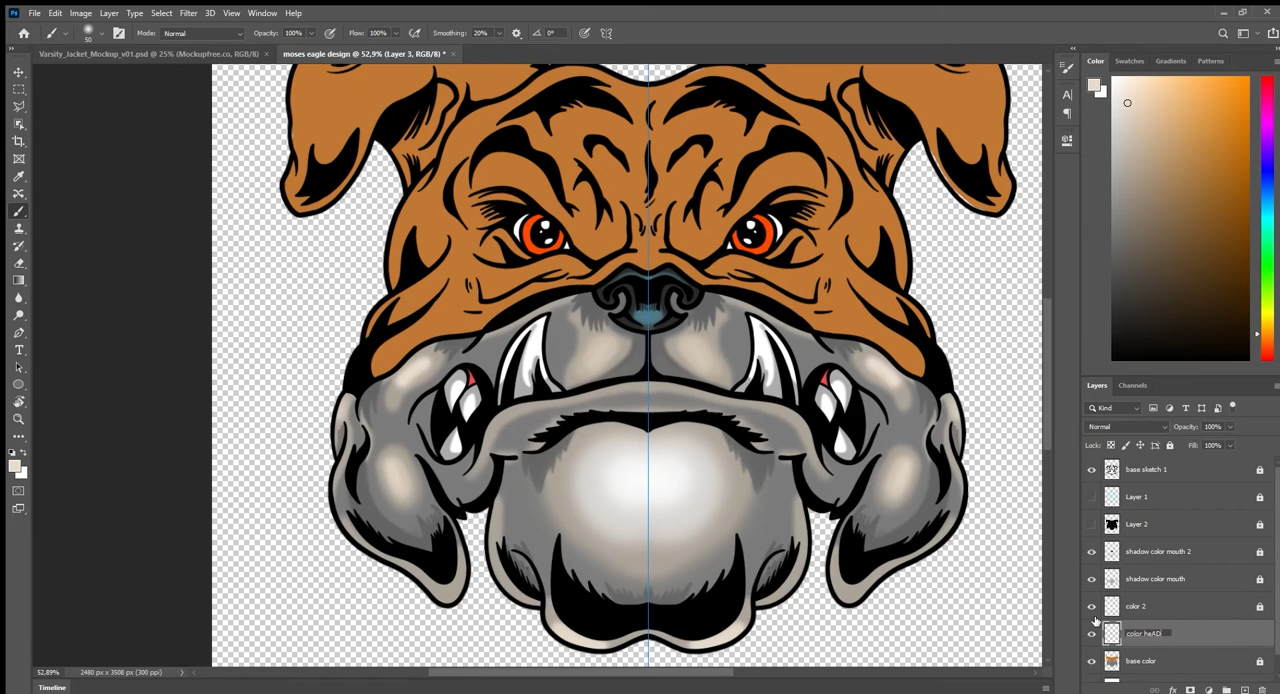 Ps File Edit Image Layer Type Select Filter 3D View Window Help
50 Mode: Normal Opacity: 100% Flow: 100% Smoothing: 20% 0°
Varsity_Jacket_Mockup_v01.psd @ 25% (Mockupfree.co, RGB/8) × moses eagle design @ 52,9% (Layer 3, RGB/8) * ×
Color Swatches Gradients Patterns
Layers Channels
Kind
Normal Opacity: 100%
Lock: Fill: 100%
base sketch 1
Layer 1
Layer 2
shadow color mouth 2
shadow color mouth
color 2
color heAD
base color
52,89% 2480 px x 3508 px (300 ppi)
fx
Timeline